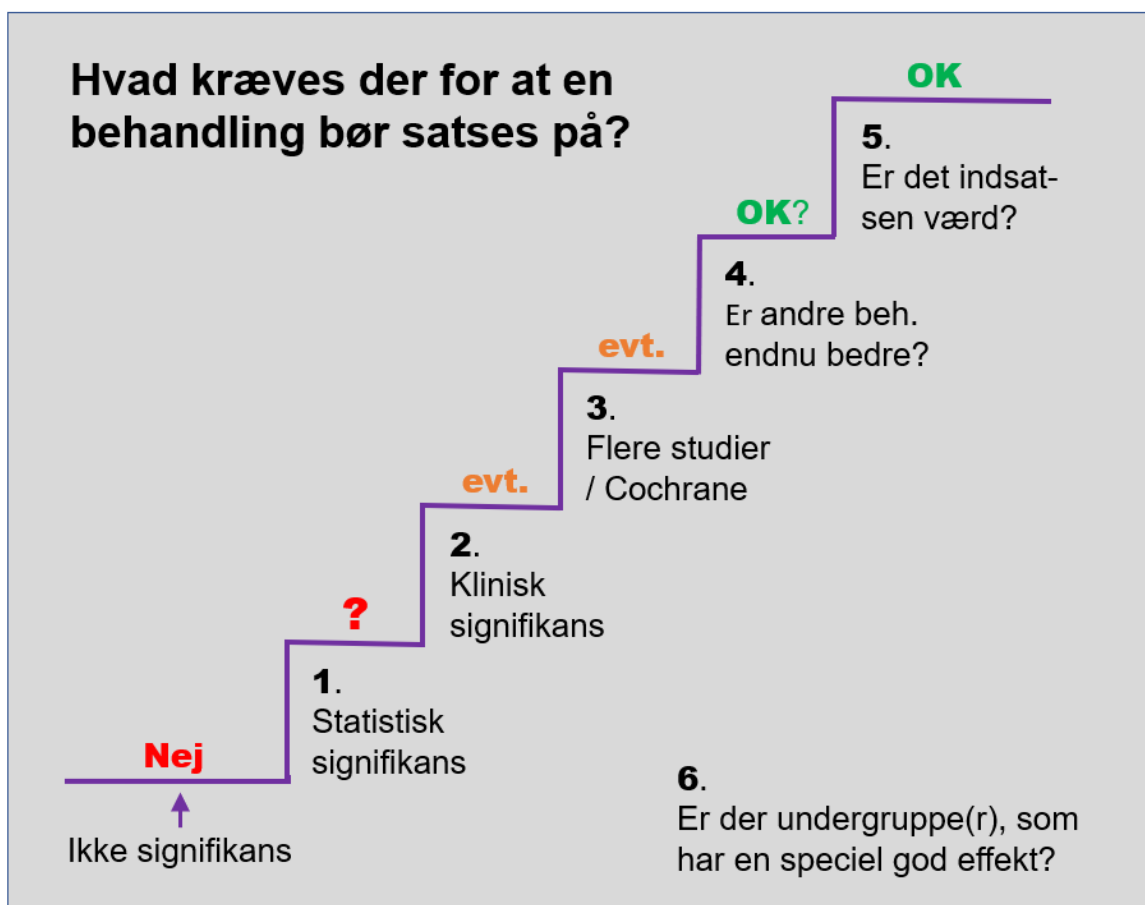 Hvad kræves der for at en
behandling bør satses på?
OK
5.
Er det indsat-
sen værd?
OK?
4.
Er andre beh.
endnu bedre?
evt.
3.
Flere studier
/ Cochrane
evt.
2.
Klinisk
signifikans
?
1.
Statistisk
signifikans
Nej
Ikke signifikans
6.
Er der undergruppe(r), som
har en speciel god effekt?